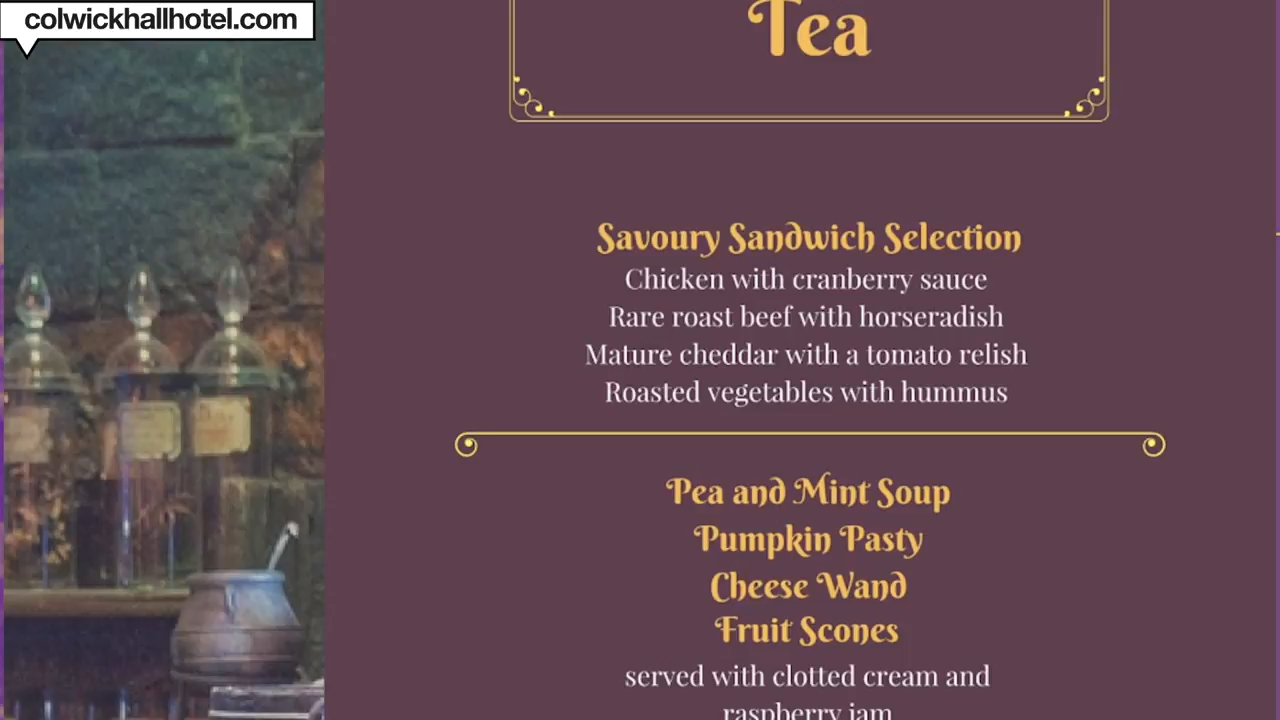 colwickhallhotel.com
Tea
Savoury Sandwich Selection
Chicken with cranberry sauce
Rare roast beef with horseradish
Mature cheddar with a tomato relish
Roasted vegetables with hummus
Pea and Mint Soup
Pumpkin Pasty
Cheese Wand
Fruit Scones
served with clotted cream and
raspberry jam